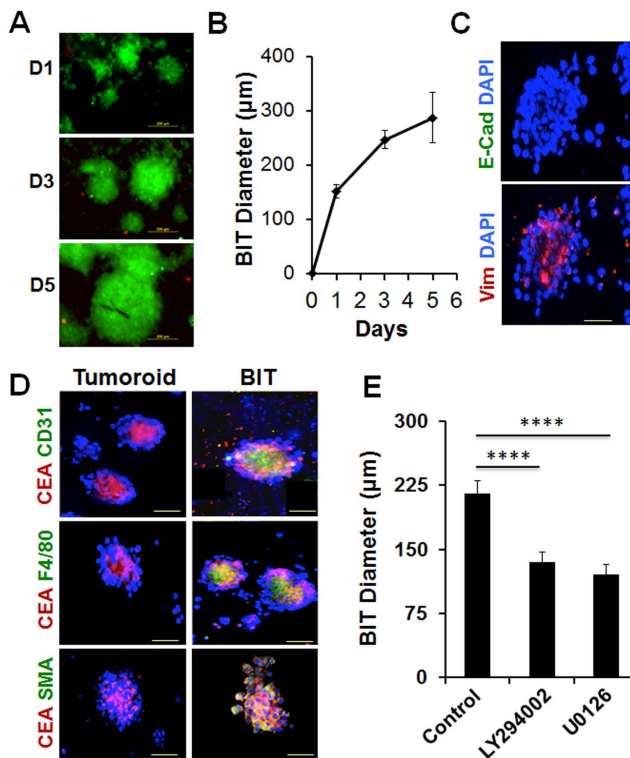 A
D1
D3
D5
B
BIT Diameter (µm)
400
300
200
100
0
0 1 2 3 4 5 6
Days
C
E-Cad DAPI
Vim DAPI
D
Tumoroid BIT
CEA CD31
CEA F4/80
CEA SMA
E
BIT Diameter (µm)
300
225
150
75
0
****
****
Control
LY294002
U0126